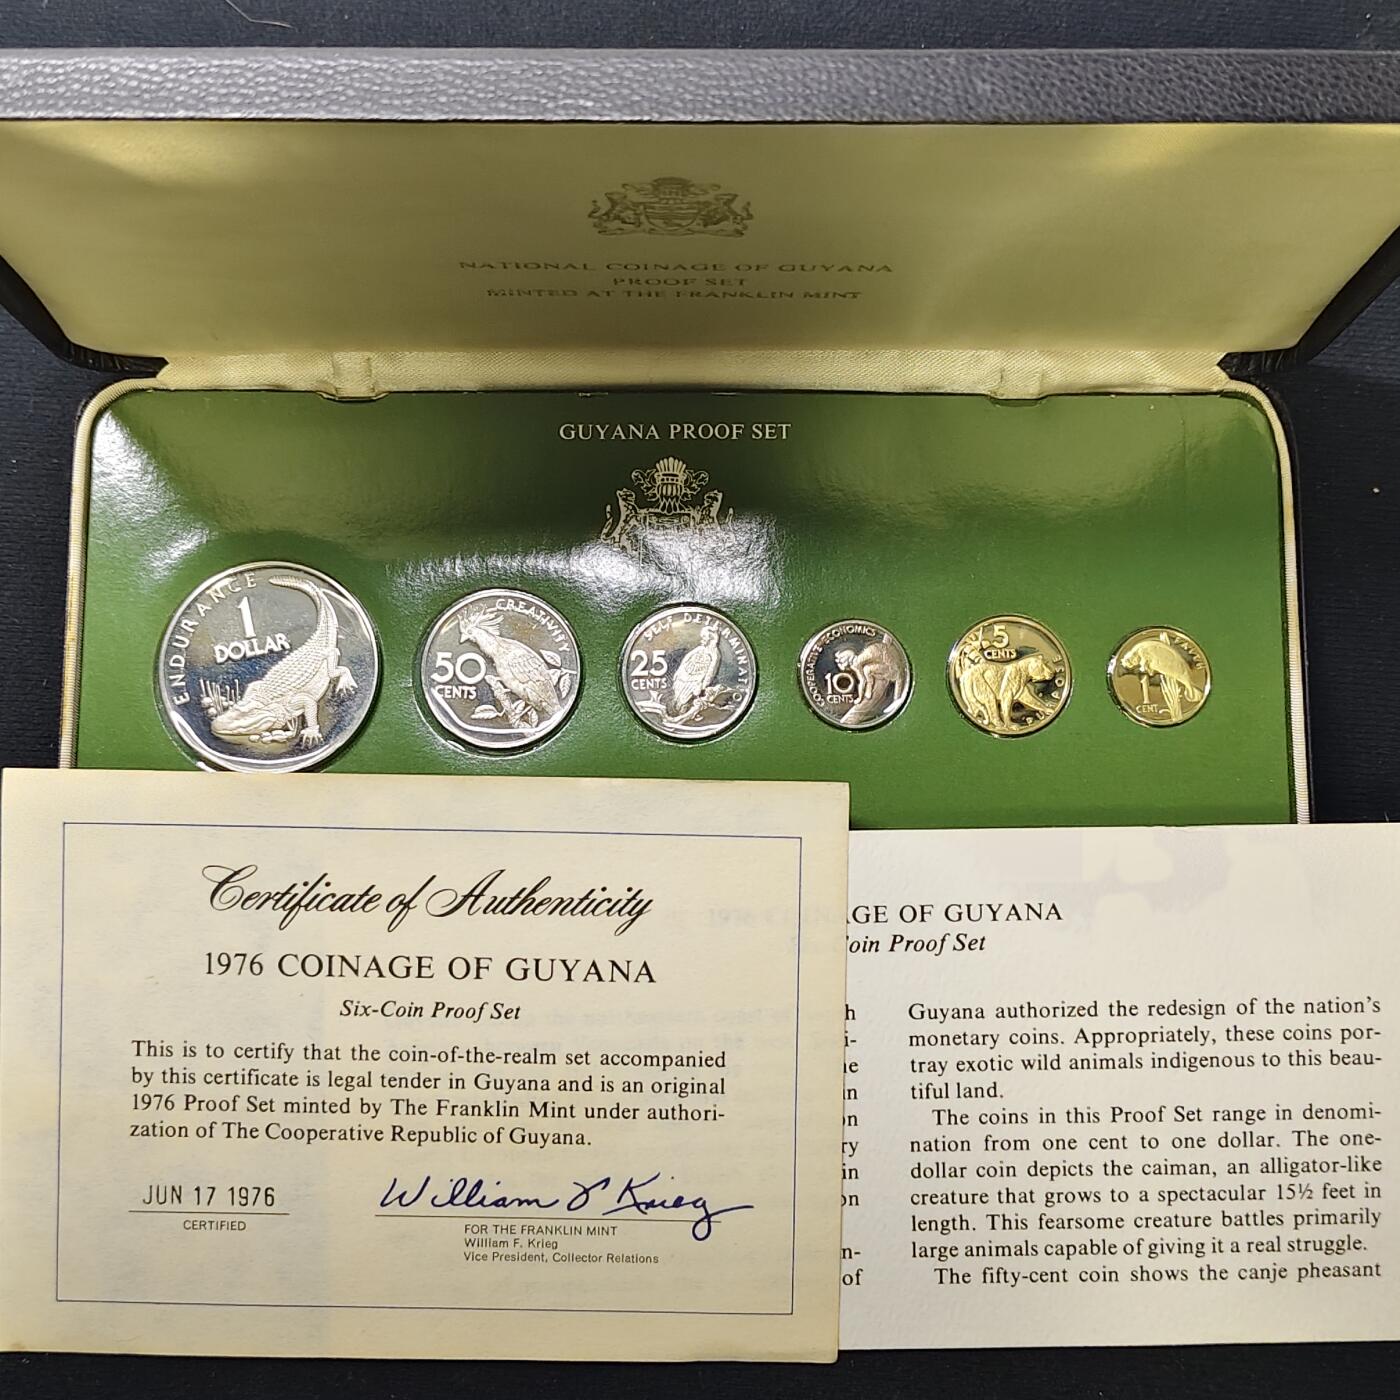 NATIONAL COINAGE OF GUYANA
PROOF SET
MINTED AT THE FRANKLIN MINT
GUYANA PROOF SET
ENDURANCE
1
DOLLAR
CREATIVITY
50
CENTS
SELF DETERMINATION
25
CENTS
COOPERATIVE ECONOMICS
10
CENTS
5
CENTS
PURPOSE
FAITH
1
CENT
Certificate of Authenticity
1976 COINAGE OF GUYANA
Six-Coin Proof Set
This is to certify that the coin-of-the-realm set accompanied
by this certificate is legal tender in Guyana and is an original
1976 Proof Set minted by The Franklin Mint under authori-
zation of The Cooperative Republic of Guyana.
JUN 17 1976
CERTIFIED
William F Krieg
FOR THE FRANKLIN MINT
William F. Krieg
Vice President, Collector Relations
GE OF GUYANA
oin Proof Set
Guyana authorized the redesign of the nation's
monetary coins. Appropriately, these coins por-
tray exotic wild animals indigenous to this beau-
tiful land.
The coins in this Proof Set range in denomi-
nation from one cent to one dollar. The one-
dollar coin depicts the caiman, an alligator-like
creature that grows to a spectacular 15½ feet in
length. This fearsome creature battles primarily
large animals capable of giving it a real struggle.
The fifty-cent coin shows the canje pheasant